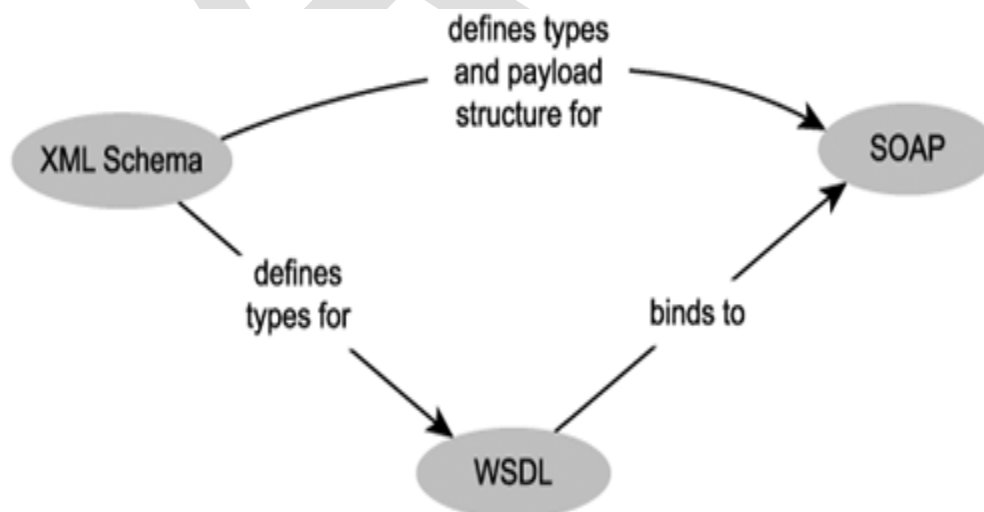 defines types
and payload
structure for
XML Schema
SOAP
defines
types for
binds to
WSDL